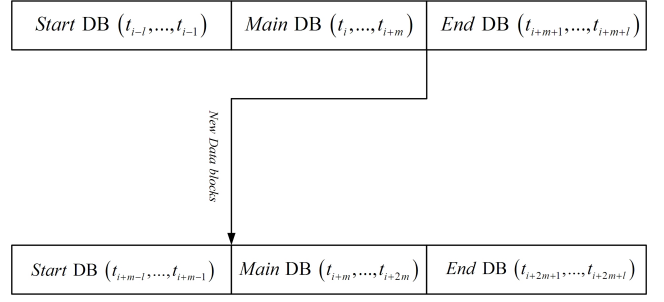 Start DB (t_{i-l},...,t_{i-1}) Main DB (t_i,...,t_{i+m}) End DB (t_{i+m+1},...,t_{i+m+l})
New Data blocks
Start DB (t_{i+m-l},...,t_{i+m-1}) Main DB (t_{i+m},...,t_{i+2m}) End DB (t_{i+2m+1},...,t_{i+2m+l})